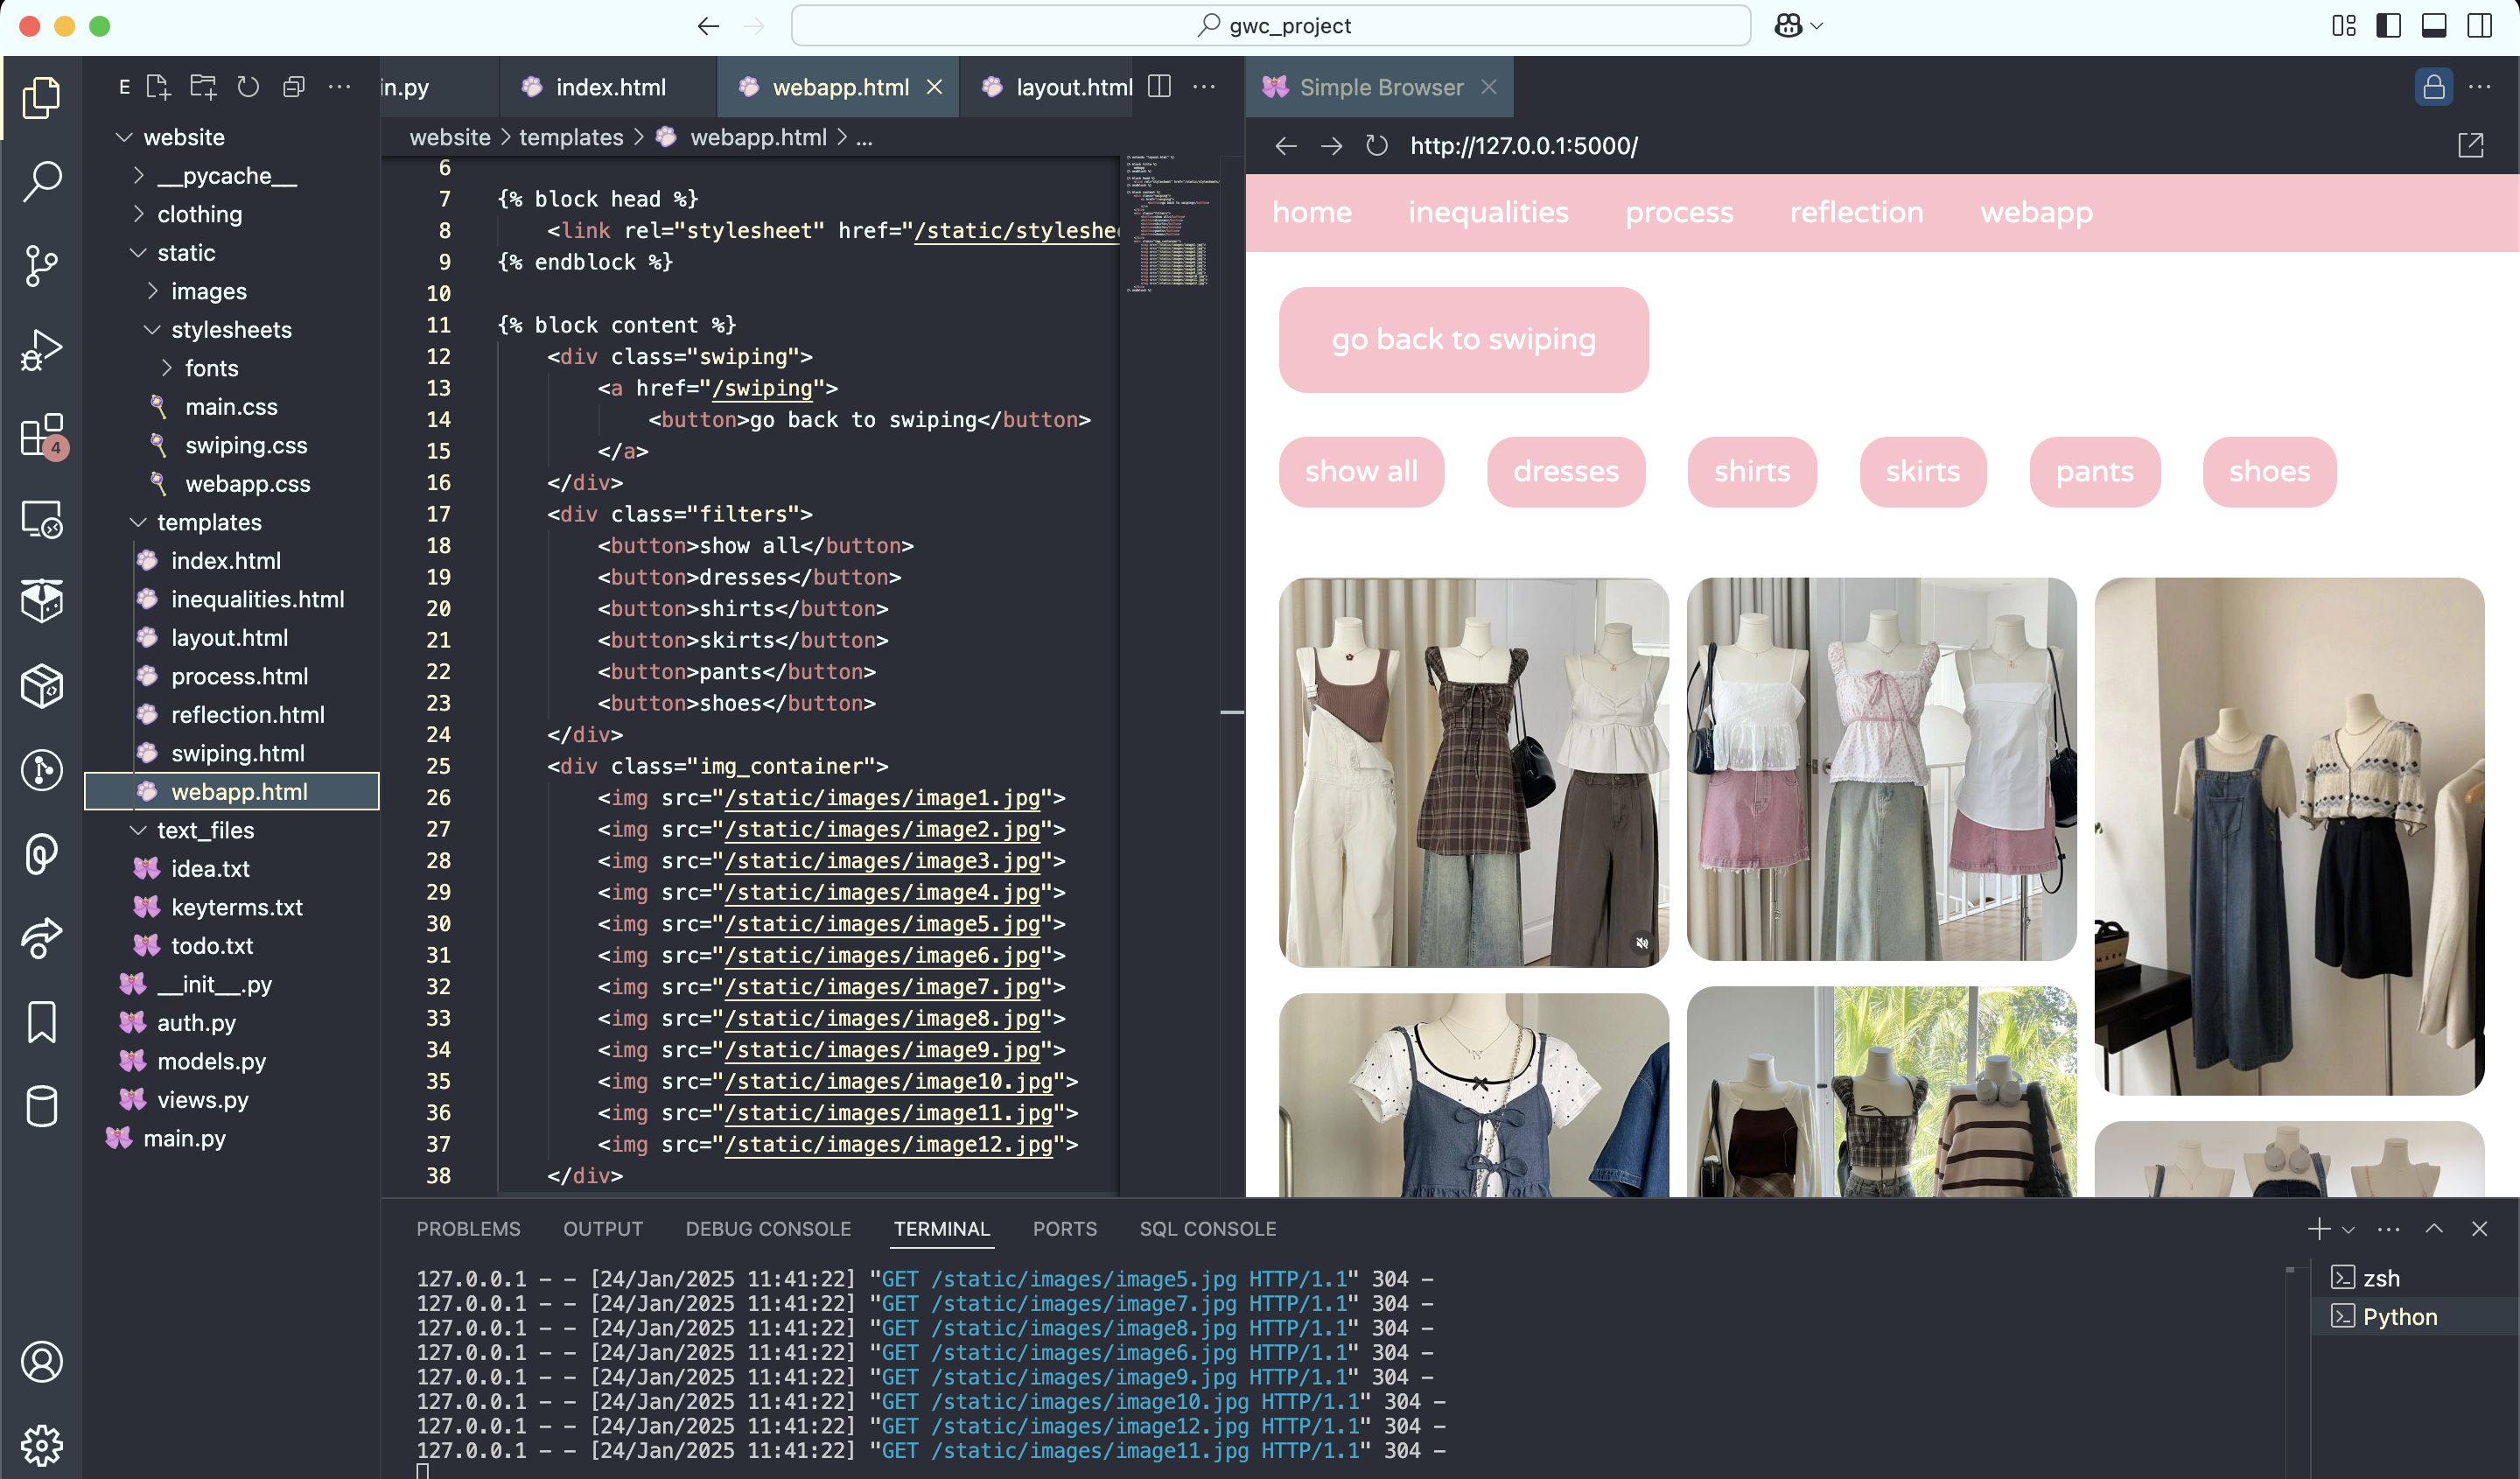 gwc_project
E
website
__pycache__
clothing
static
images
stylesheets
fonts
main.css
swiping.css
webapp.css
templates
index.html
inequalities.html
layout.html
process.html
reflection.html
swiping.html
webapp.html
text_files
idea.txt
keyterms.txt
todo.txt
__init__.py
auth.py
models.py
views.py
main.py
4
in.py
index.html
webapp.html
layout.html
website > templates > webapp.html > ...
6
7 {% block head %}
8 <link rel="stylesheet" href="/static/styleshe
9 {% endblock %}
10
11 {% block content %}
12 <div class="swiping">
13 <a href="/swiping">
14 <button>go back to swiping</button>
15 </a>
16 </div>
17 <div class="filters">
18 <button>show all</button>
19 <button>dresses</button>
20 <button>shirts</button>
21 <button>skirts</button>
22 <button>pants</button>
23 <button>shoes</button>
24 </div>
25 <div class="img_container">
26 <img src="/static/images/image1.jpg">
27 <img src="/static/images/image2.jpg">
28 <img src="/static/images/image3.jpg">
29 <img src="/static/images/image4.jpg">
30 <img src="/static/images/image5.jpg">
31 <img src="/static/images/image6.jpg">
32 <img src="/static/images/image7.jpg">
33 <img src="/static/images/image8.jpg">
34 <img src="/static/images/image9.jpg">
35 <img src="/static/images/image10.jpg">
36 <img src="/static/images/image11.jpg">
37 <img src="/static/images/image12.jpg">
38 </div>
Simple Browser
http://127.0.0.1:5000/
home inequalities process reflection webapp
go back to swiping
show all dresses shirts skirts pants shoes
PROBLEMS OUTPUT DEBUG CONSOLE TERMINAL PORTS SQL CONSOLE
127.0.0.1 - - [24/Jan/2025 11:41:22] "GET /static/images/image5.jpg HTTP/1.1" 304 -
127.0.0.1 - - [24/Jan/2025 11:41:22] "GET /static/images/image7.jpg HTTP/1.1" 304 -
127.0.0.1 - - [24/Jan/2025 11:41:22] "GET /static/images/image8.jpg HTTP/1.1" 304 -
127.0.0.1 - - [24/Jan/2025 11:41:22] "GET /static/images/image6.jpg HTTP/1.1" 304 -
127.0.0.1 - - [24/Jan/2025 11:41:22] "GET /static/images/image9.jpg HTTP/1.1" 304 -
127.0.0.1 - - [24/Jan/2025 11:41:22] "GET /static/images/image10.jpg HTTP/1.1" 304 -
127.0.0.1 - - [24/Jan/2025 11:41:22] "GET /static/images/image12.jpg HTTP/1.1" 304 -
127.0.0.1 - - [24/Jan/2025 11:41:22] "GET /static/images/image11.jpg HTTP/1.1" 304 -
zsh
Python